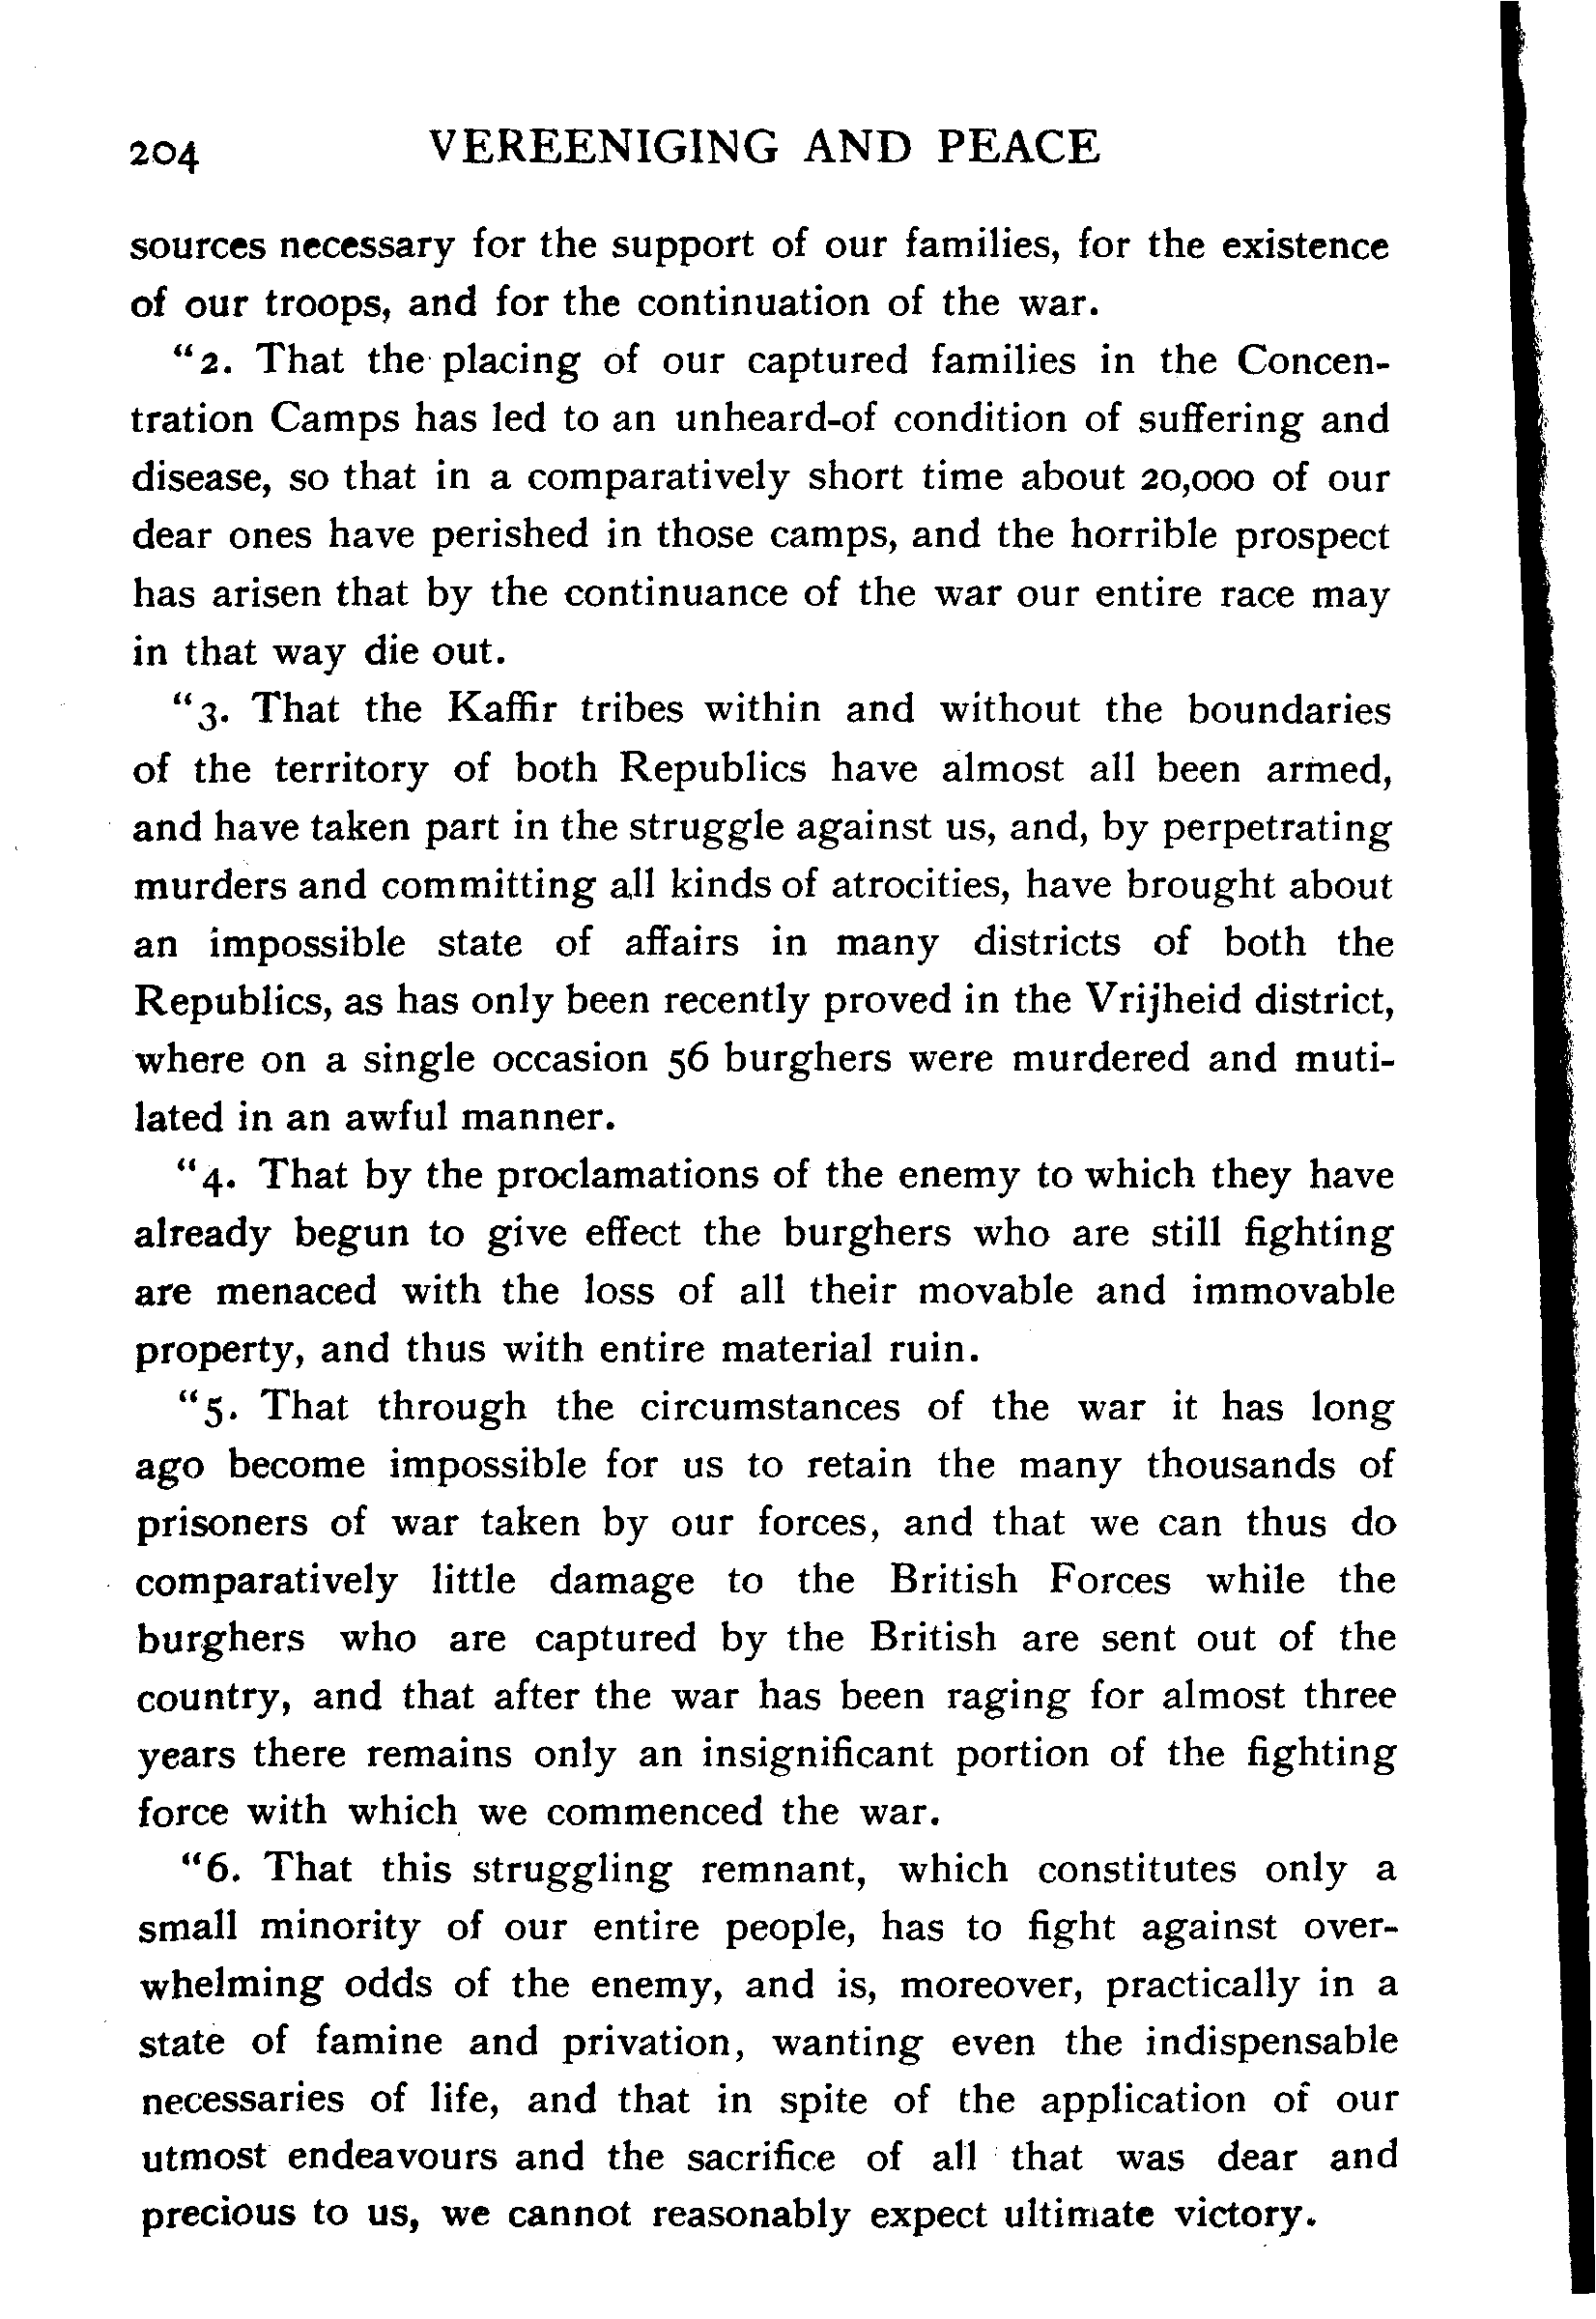 204 VEREENIGING AND PEACE
sources necessary for the support of our families, for the existence
of our troops, and for the continuation of the war.
"2. That the placing of our captured families in the Concen-
tration Camps has led to an unheard-of condition of suffering and
disease, so that in a comparatively short time about 20,000 of our
dear ones have perished in those camps, and the horrible prospect
has arisen that by the continuance of the war our entire race may
in that way die out.
"3. That the Kaffir tribes within and without the boundaries
of the territory of both Republics have almost all been armed,
and have taken part in the struggle against us, and, by perpetrating
murders and committing all kinds of atrocities, have brought about
an impossible state of affairs in many districts of both the
Republics, as has only been recently proved in the Vrijheid district,
where on a single occasion 56 burghers were murdered and muti-
lated in an awful manner.
"4. That by the proclamations of the enemy to which they have
already begun to give effect the burghers who are still fighting
are menaced with the loss of all their movable and immovable
property, and thus with entire material ruin.
"5. That through the circumstances of the war it has long
ago become impossible for us to retain the many thousands of
prisoners of war taken by our forces, and that we can thus do
comparatively little damage to the British Forces while the
burghers who are captured by the British are sent out of the
country, and that after the war has been raging for almost three
years there remains only an insignificant portion of the fighting
force with which we commenced the war.
"6. That this struggling remnant, which constitutes only a
small minority of our entire people, has to fight against over-
whelming odds of the enemy, and is, moreover, practically in a
state of famine and privation, wanting even the indispensable
necessaries of life, and that in spite of the application of our
utmost endeavours and the sacrifice of all that was dear and
precious to us, we cannot reasonably expect ultimate victory.